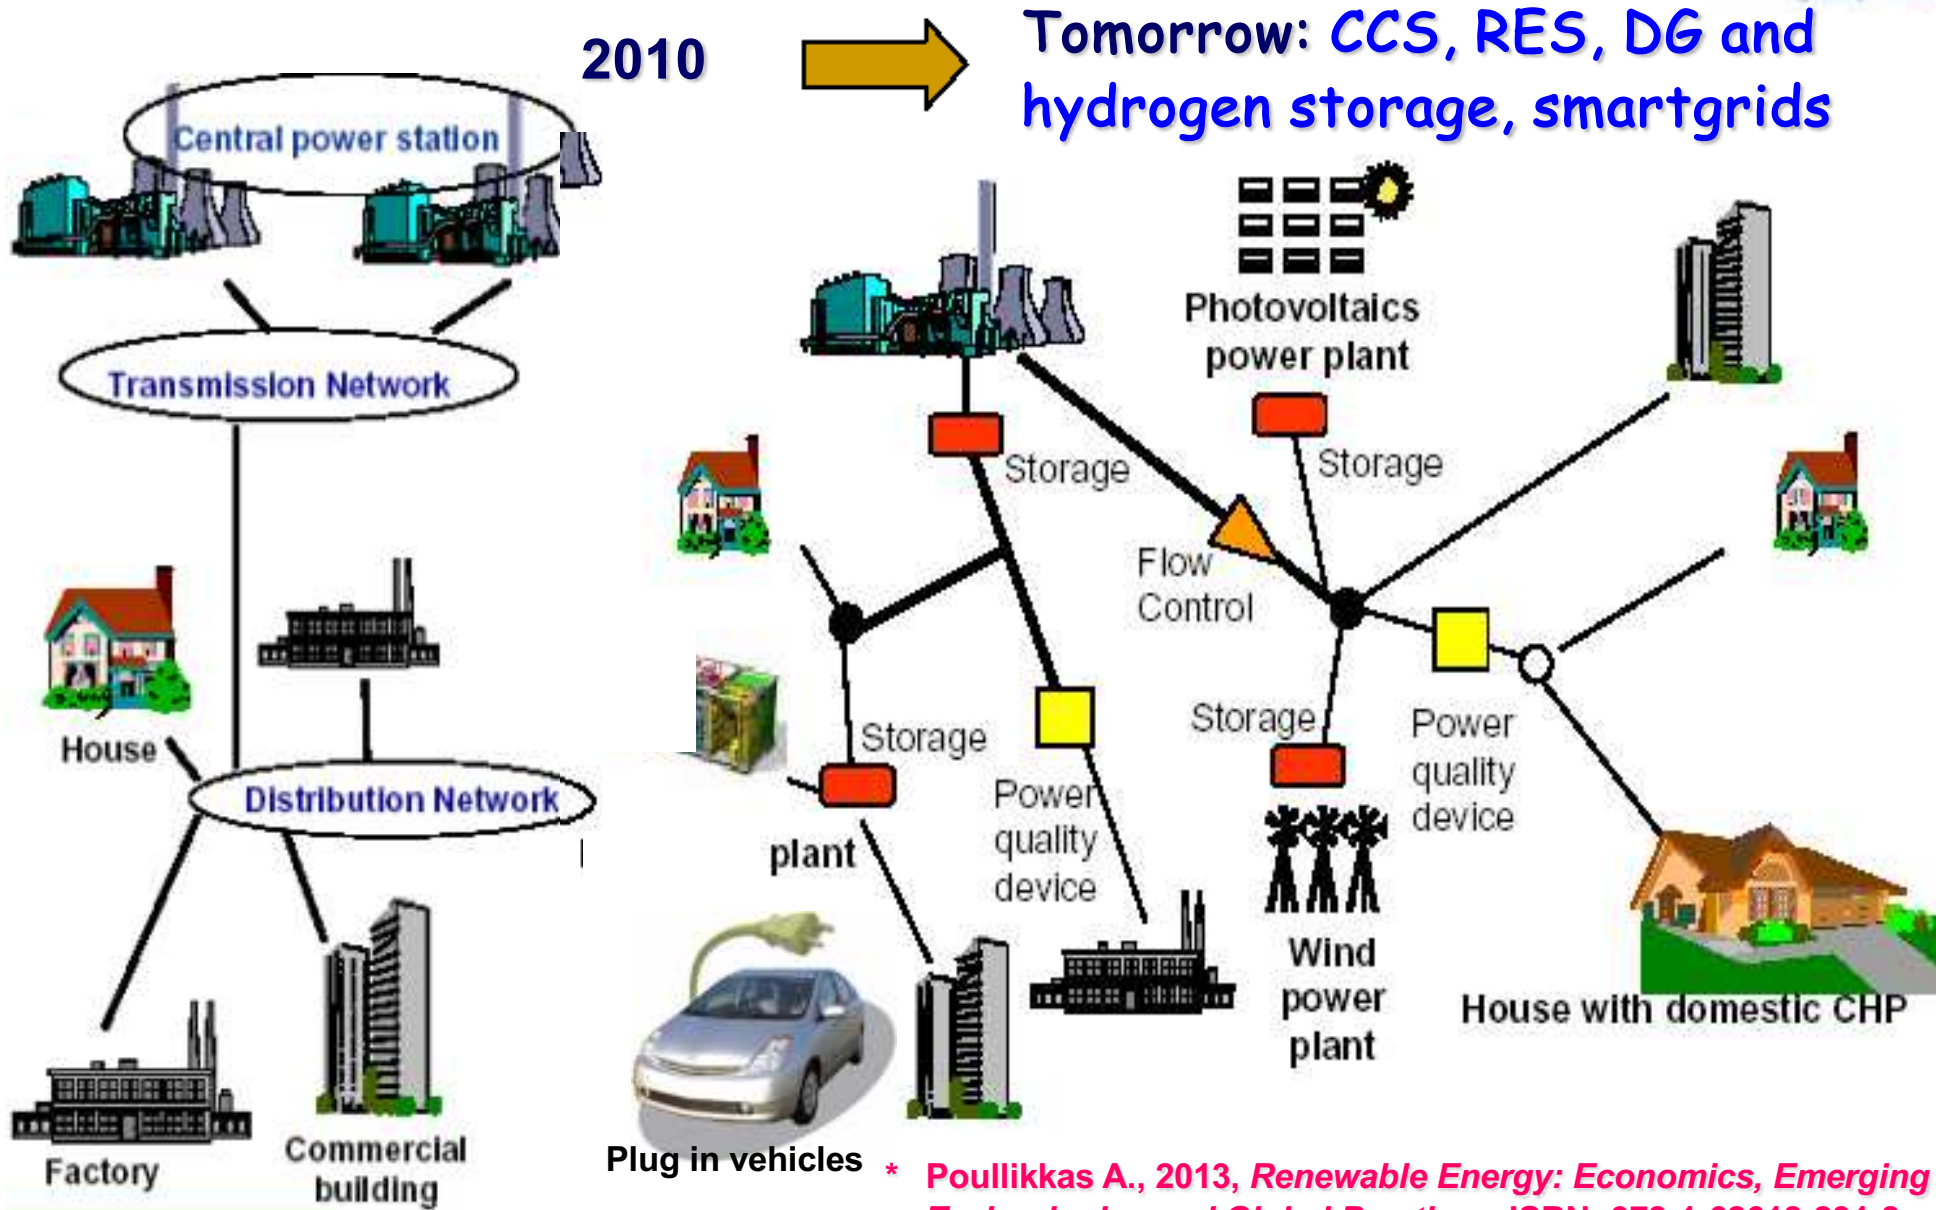 2010
Tomorrow: CCS, RES, DG and
hydrogen storage, smartgrids
Central power station
Transmission Network
House
Distribution Network
Factory
Commercial
building
Photovoltaics
power plant
Storage
Storage
Flow
Control
Storage
Power
quality
device
plant
Storage
Power
quality
device
Wind
power
plant
House with domestic CHP
Plug in vehicles
* Poullikkas A., 2013, Renewable Energy: Economics, Emerging